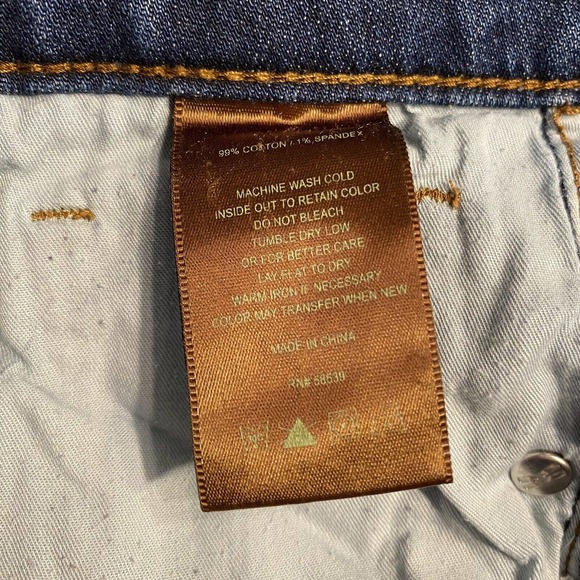 99% COTTON / 1% SPANDEX
MACHINE WASH COLD
INSIDE OUT TO RETAIN COLOR
DO NOT BLEACH
TUMBLE DRY LOW
OR FOR BETTER CARE
LAY FLAT TO DRY
WARM IRON IF NECESSARY
COLOR MAY TRANSFER WHEN NEW
MADE IN CHINA
RN# 58539